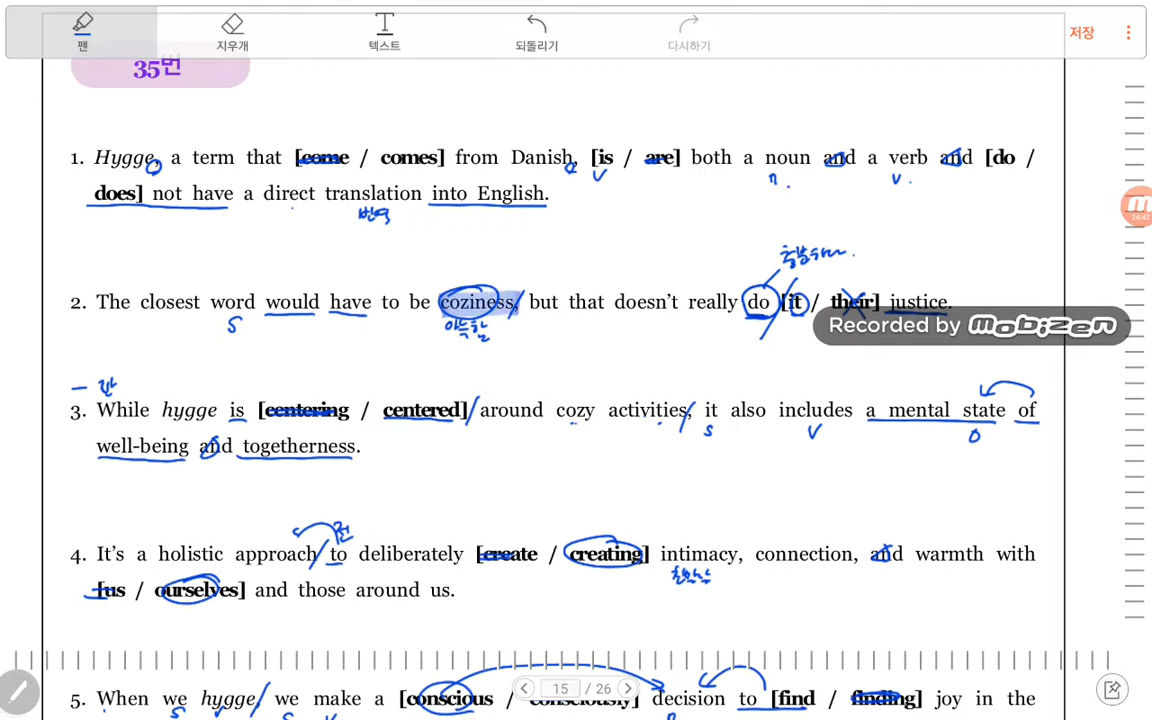 펜
지우개
텍스트
되돌리기
다시하기
저장
35번
1. Hygge, a term that [come / comes] from Danish, [is / are] both a noun and a verb and [do /
n.
v.
does] not have a direct translation into English.
번역
충분하다.
2. The closest word would have to be coziness, but that doesn't really do [it / their] justice.
S
아늑함
Recorded by mobizen
24:42
만
3. While hygge is [centering / centered] around cozy activities, it also includes a mental state of
S
V
O
well-being and togetherness.
전
4. It's a holistic approach to deliberately [create / creating] intimacy, connection, and warmth with
친밀함
[us / ourselves] and those around us.
15 / 26
5. When we hygge, we make a [conscious / consciously] decision to [find / finding] joy in the
S
V
S
V